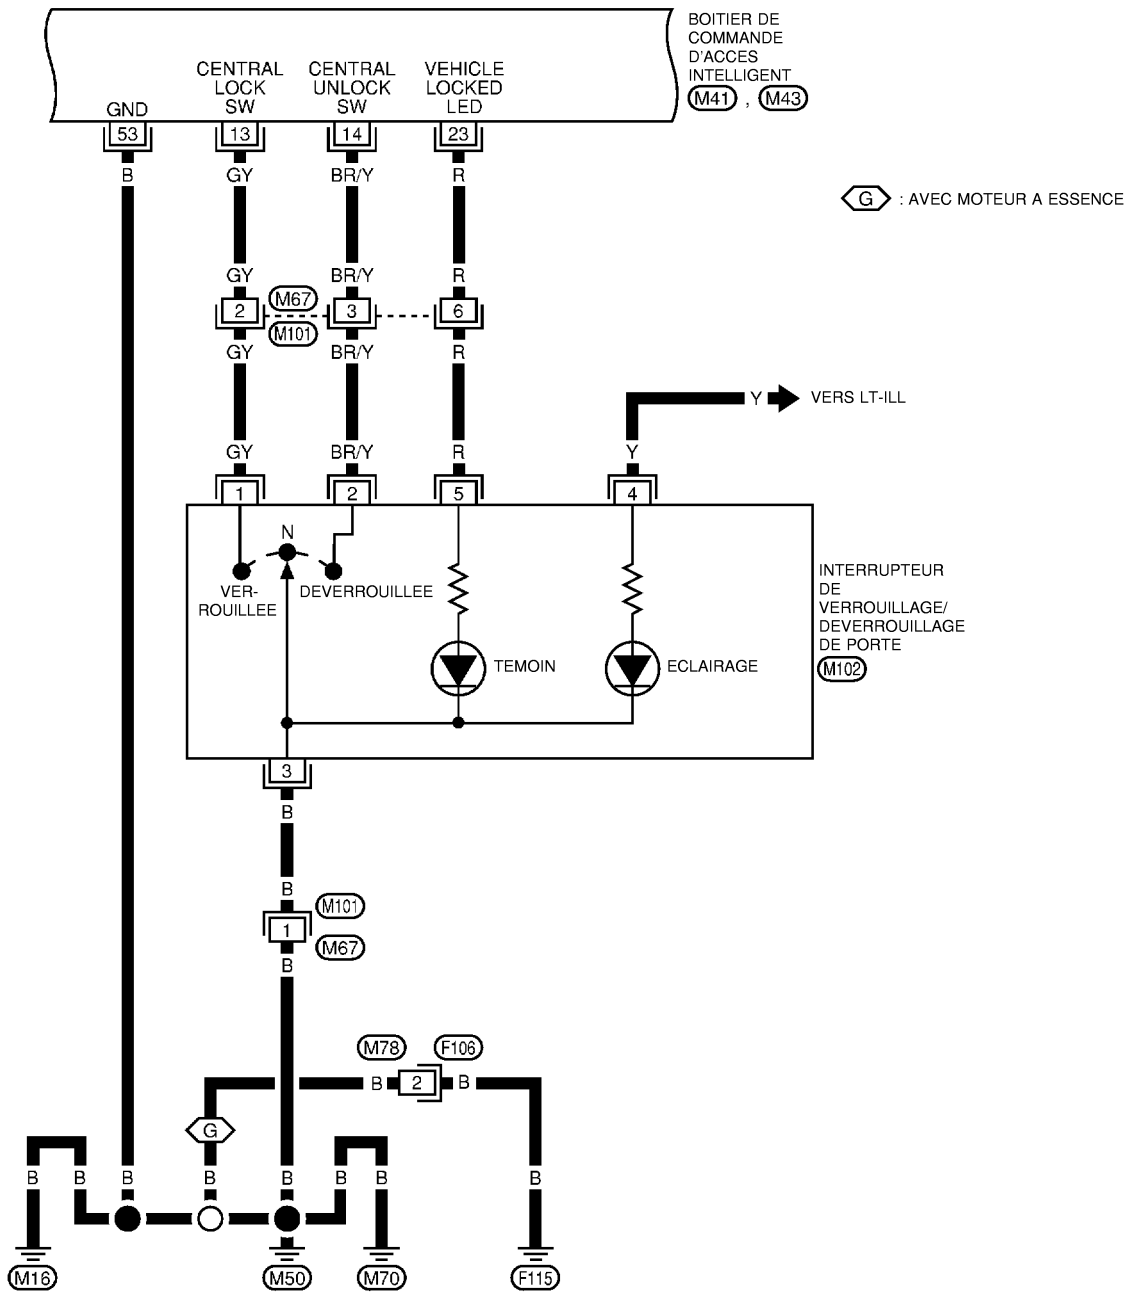 BOITIER DE
COMMANDE
D'ACCES
INTELLIGENT
M41 , M43
GND
CENTRAL
LOCK
SW
CENTRAL
UNLOCK
SW
VEHICLE
LOCKED
LED
53 13 14 23
B GY BR/Y R
G : AVEC MOTEUR A ESSENCE
GY BR/Y R
M67
2 3 6
M101
GY BR/Y R
Y VERS LT-ILL
GY BR/Y R Y
1 2 5 4
N
VER-
ROUILLEE
DEVERROUILLEE
TEMOIN
ECLAIRAGE
INTERRUPTEUR
DE
VERROUILLAGE/
DEVERROUILLAGE
DE PORTE
M102
3
B
B
M101
1
M67
B
M78 F106
B 2 B
G
B B B B B B B B
M16 M50 M70 F115